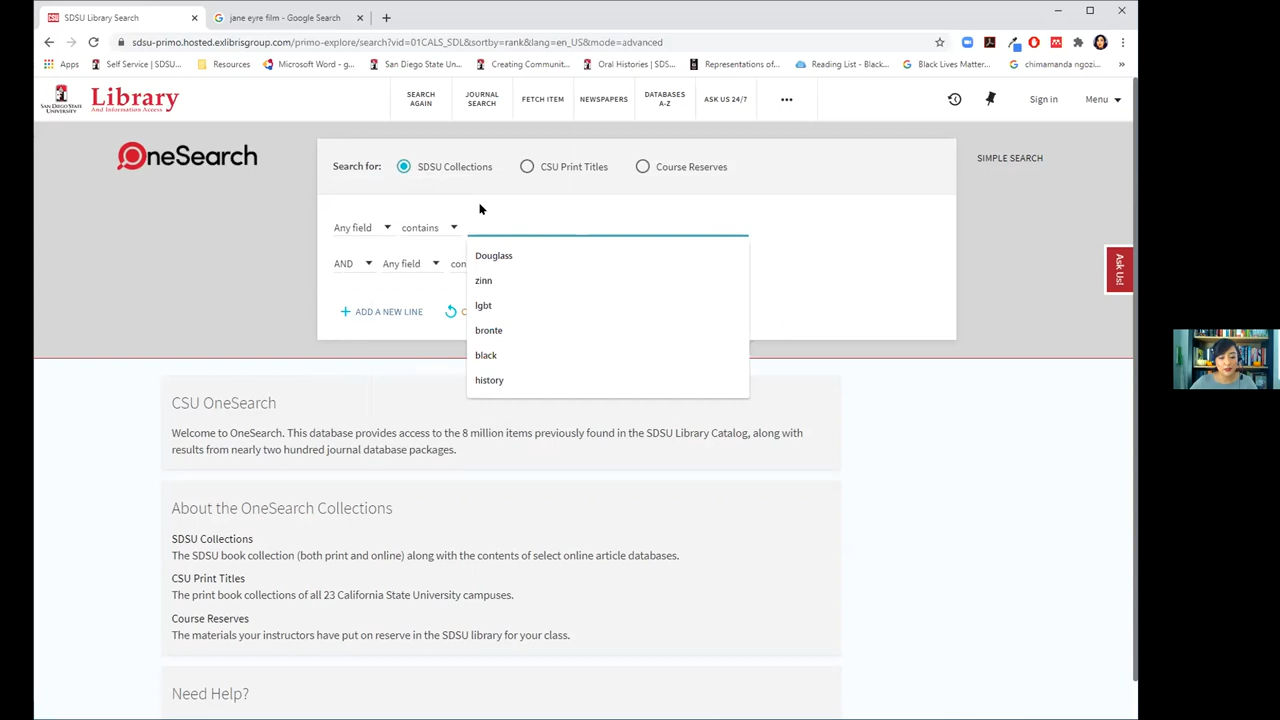 SDSU Library Search
jane eyre film - Google Search
sdsu-primo.hosted.exlibrisgroup.com/primo-explore/search?vid=01CALS_SDL&sortby=rank&lang=en_US&mode=advanced
Apps
Self Service | SDSU...
Resources
Microsoft Word - g...
San Diego State Un...
Creating Communit...
Oral Histories | SDS...
Representations of...
Reading List - Black...
Black Lives Matter...
chimamanda ngozi...
SAN DIEGO STATE UNIVERSITY
Library
And Information Access
SEARCH AGAIN
JOURNAL SEARCH
FETCH ITEM
NEWSPAPERS
DATABASES A-Z
ASK US 24/7
Sign in
Menu
OneSearch
Search for:
SDSU Collections
CSU Print Titles
Course Reserves
SIMPLE SEARCH
Any field
contains
AND
Any field
con
ADD A NEW LINE
C
Douglass
zinn
lgbt
bronte
black
history
Ask Us!
CSU OneSearch
Welcome to OneSearch. This database provides access to the 8 million items previously found in the SDSU Library Catalog, along with
results from nearly two hundred journal database packages.
About the OneSearch Collections
SDSU Collections
The SDSU book collection (both print and online) along with the contents of select online article databases.
CSU Print Titles
The print book collections of all 23 California State University campuses.
Course Reserves
The materials your instructors have put on reserve in the SDSU library for your class.
Need Help?